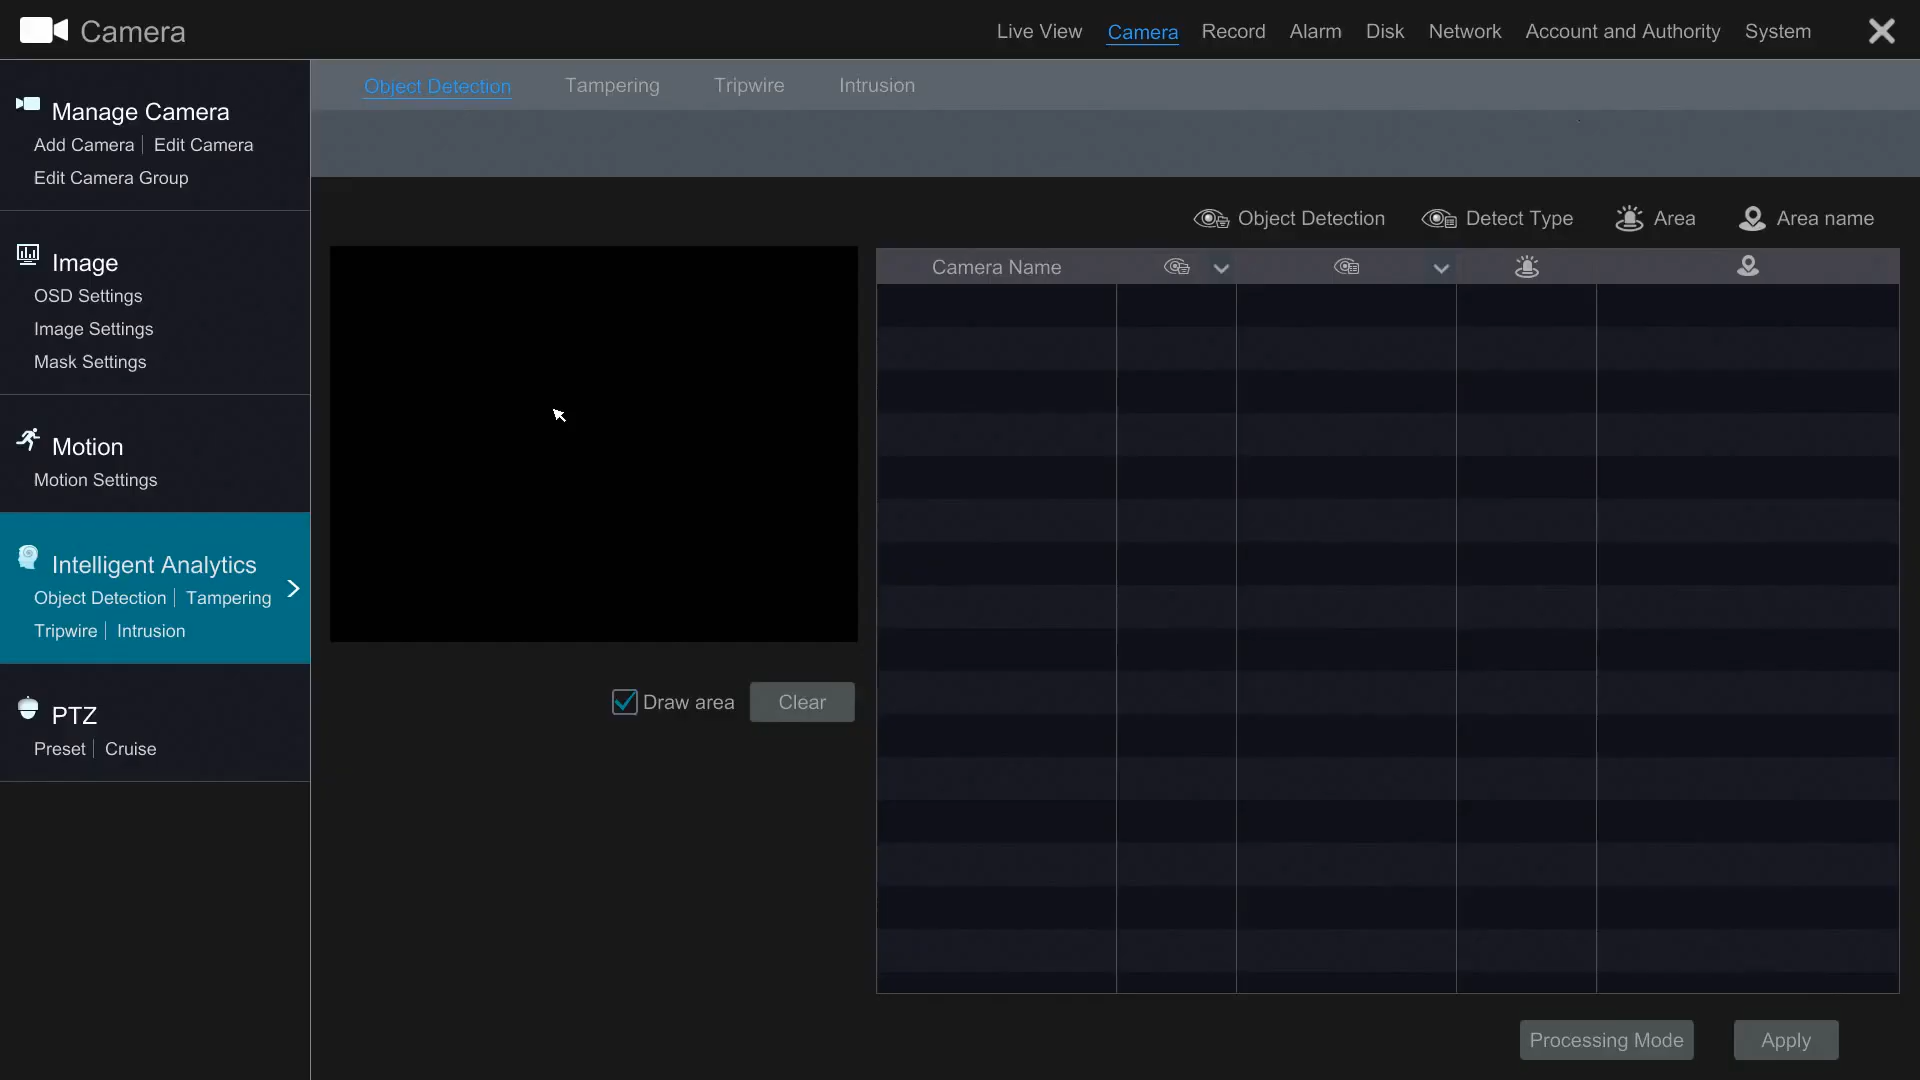 Camera
Live View Camera Record Alarm Disk Network Account and Authority System
Object Detection Tampering Tripwire Intrusion
Manage Camera
Add Camera | Edit Camera
Edit Camera Group
Image
OSD Settings
Image Settings
Mask Settings
Motion
Motion Settings
Intelligent Analytics
Object Detection | Tampering
Tripwire | Intrusion
PTZ
Preset | Cruise
Object Detection Detect Type Area Area name
Camera Name
Draw area Clear
Processing Mode Apply